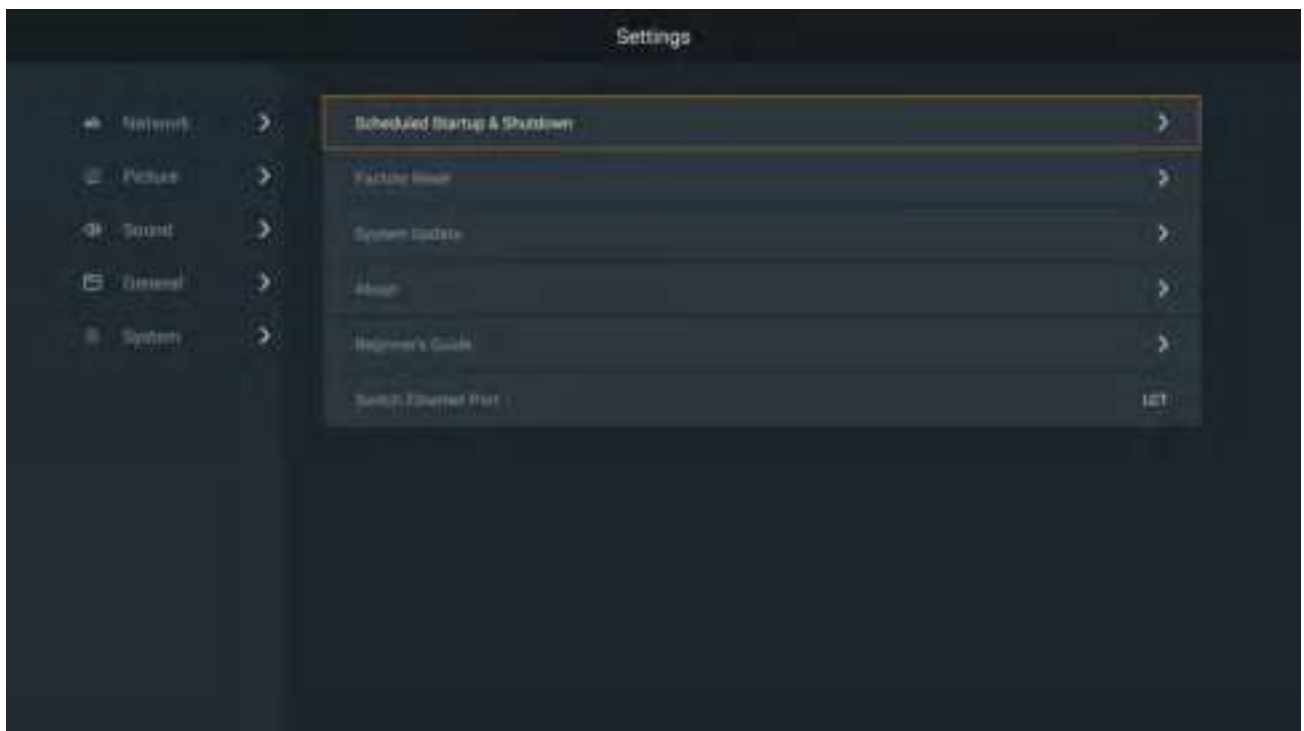 Settings
Network
Picture
Sound
General
System
Scheduled Startup & Shutdown
Factory Reset
System Update
About
Beginner's Guide
Switch Ethernet Port